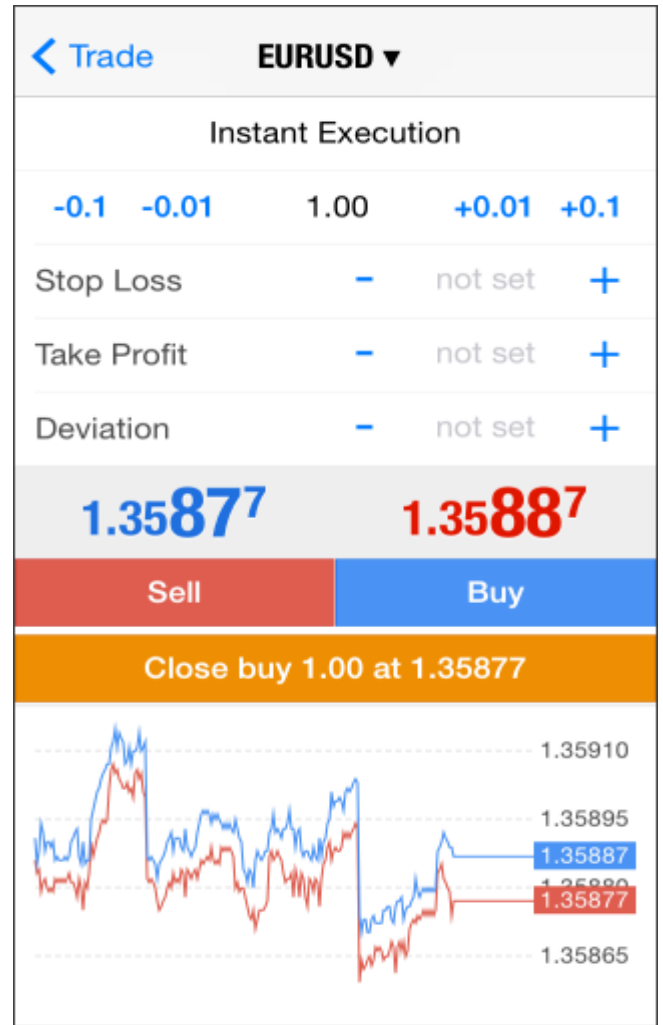 Trade EURUSD ▼
Instant Execution
-0.1 -0.01 1.00 +0.01 +0.1
Stop Loss - not set +
Take Profit - not set +
Deviation - not set +
1.35877 1.35887
Sell Buy
Close buy 1.00 at 1.35877
1.35910
1.35895
1.35887
1.35880
1.35877
1.35865